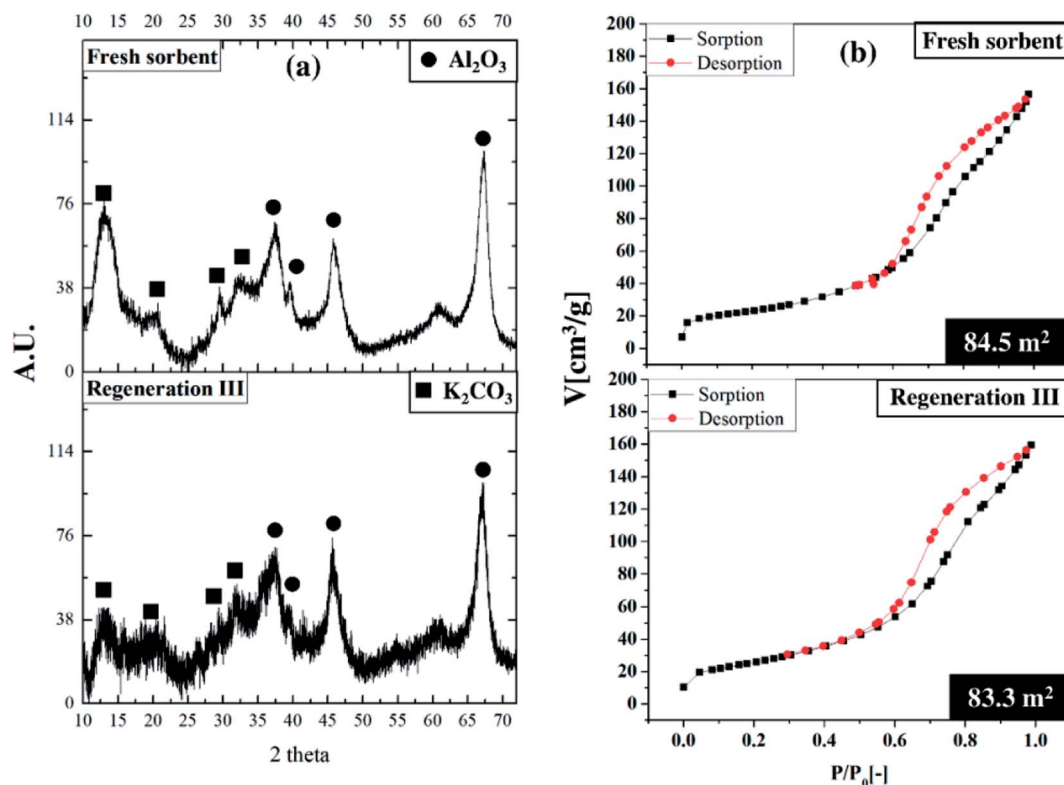 10 15 20 25 30 35 40 45 50 55 60 65 70
Fresh sorbent
(a)
● Al₂O₃
114
76
38
0
A.U.
Regeneration III
■ K₂CO₃
114
76
38
0
10 15 20 25 30 35 40 45 50 55 60 65 70
2 theta
200
180
160
140
120
100
80
60
40
20
0
Sorption
Desorption
(b)
Fresh sorbent
84.5 m²
V[cm³/g]
200
180
160
140
120
100
80
60
40
20
0
Sorption
Desorption
Regeneration III
83.3 m²
0.0 0.2 0.4 0.6 0.8 1.0
P/P₀[-]